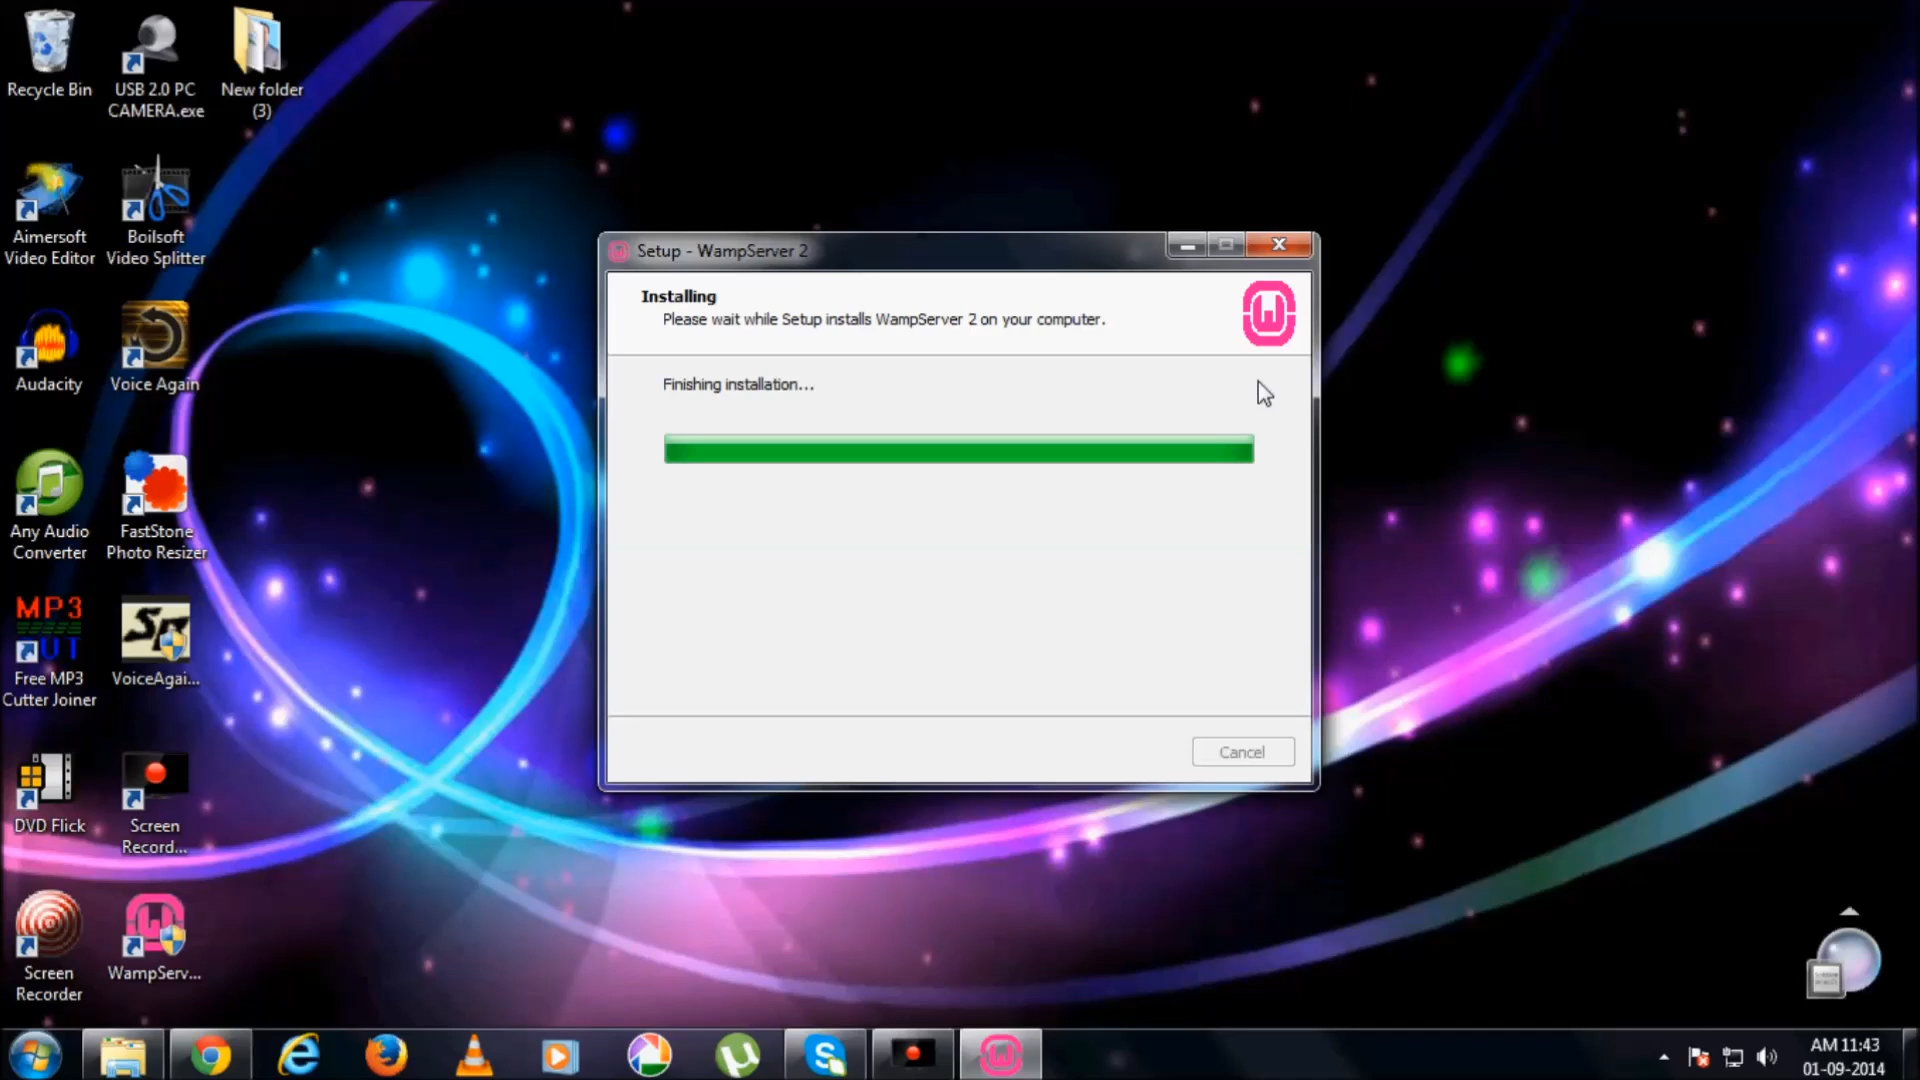 Recycle Bin
USB 2.0 PC
CAMERA.exe
New folder
(3)
Aimersoft
Video Editor
Boilsoft
Video Splitter
Audacity
Voice Again
Any Audio
Converter
FastStone
Photo Resizer
MP3
UT
Free MP3
Cutter Joiner
VoiceAgai...
DVD Flick
Screen
Record...
Screen
Recorder
WampServ...
Setup - WampServer 2
Installing
Please wait while Setup installs WampServer 2 on your computer.
Finishing installation...
Cancel
AM 11:43
01-09-2014